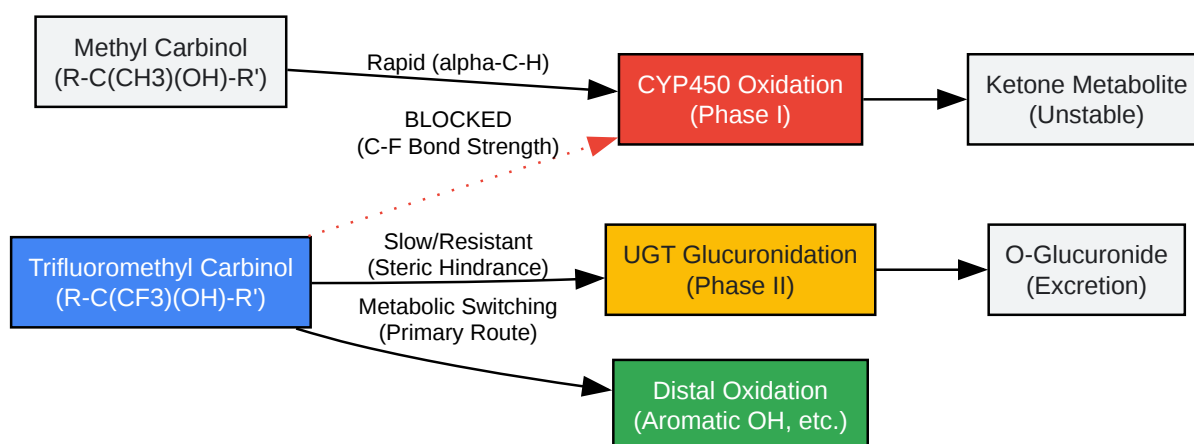 Methyl Carbinol
(R-C(CH3)(OH)-R')
Rapid (alpha-C-H)
CYP450 Oxidation
(Phase I)
Ketone Metabolite
(Unstable)
BLOCKED
(C-F Bond Strength)
Trifluoromethyl Carbinol
(R-C(CF3)(OH)-R')
Slow/Resistant
(Steric Hindrance)
UGT Glucuronidation
(Phase II)
O-Glucuronide
(Excretion)
Metabolic Switching
(Primary Route)
Distal Oxidation
(Aromatic OH, etc.)